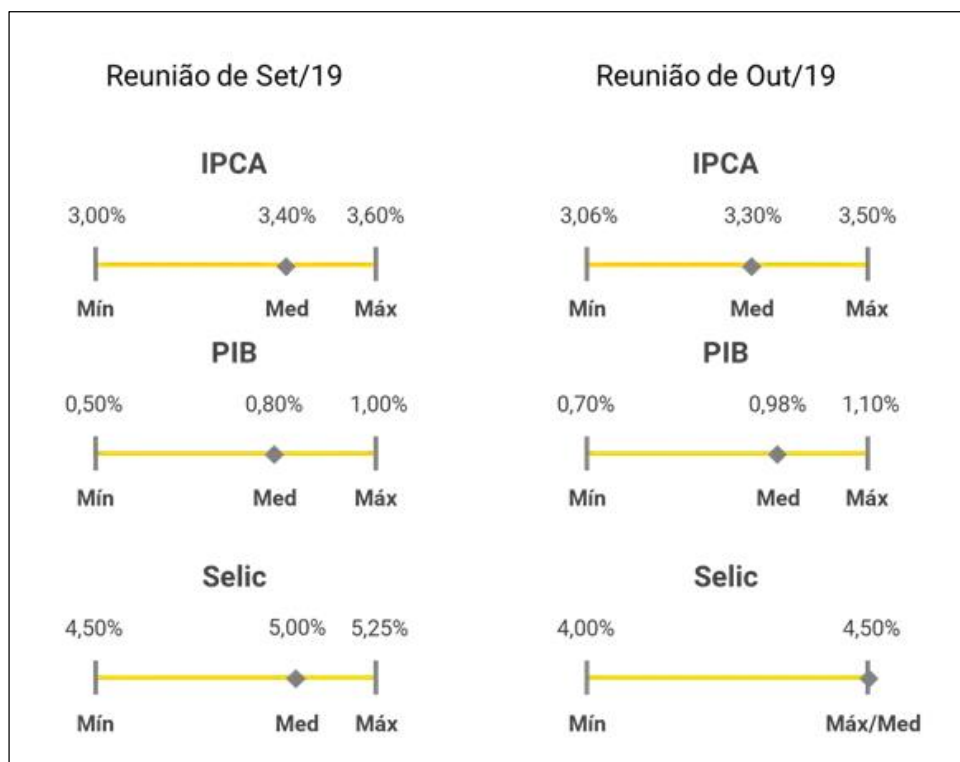 Reunião de Set/19
IPCA
3,00% 3,40% 3,60%
Mín Med Máx
PIB
0,50% 0,80% 1,00%
Mín Med Máx
Selic
4,50% 5,00% 5,25%
Mín Med Máx
Reunião de Out/19
IPCA
3,06% 3,30% 3,50%
Mín Med Máx
PIB
0,70% 0,98% 1,10%
Mín Med Máx
Selic
4,00% 4,50%
Mín Máx/Med